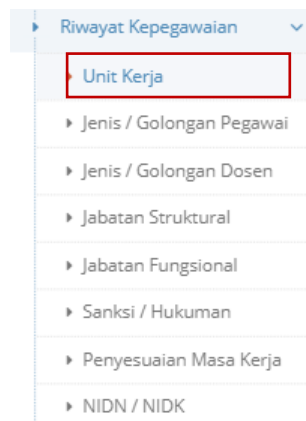 Riwayat Kepegawaian
Unit Kerja
Jenis / Golongan Pegawai
Jenis / Golongan Dosen
Jabatan Struktural
Jabatan Fungsional
Sanksi / Hukuman
Penyesuaian Masa Kerja
NIDN / NIDK